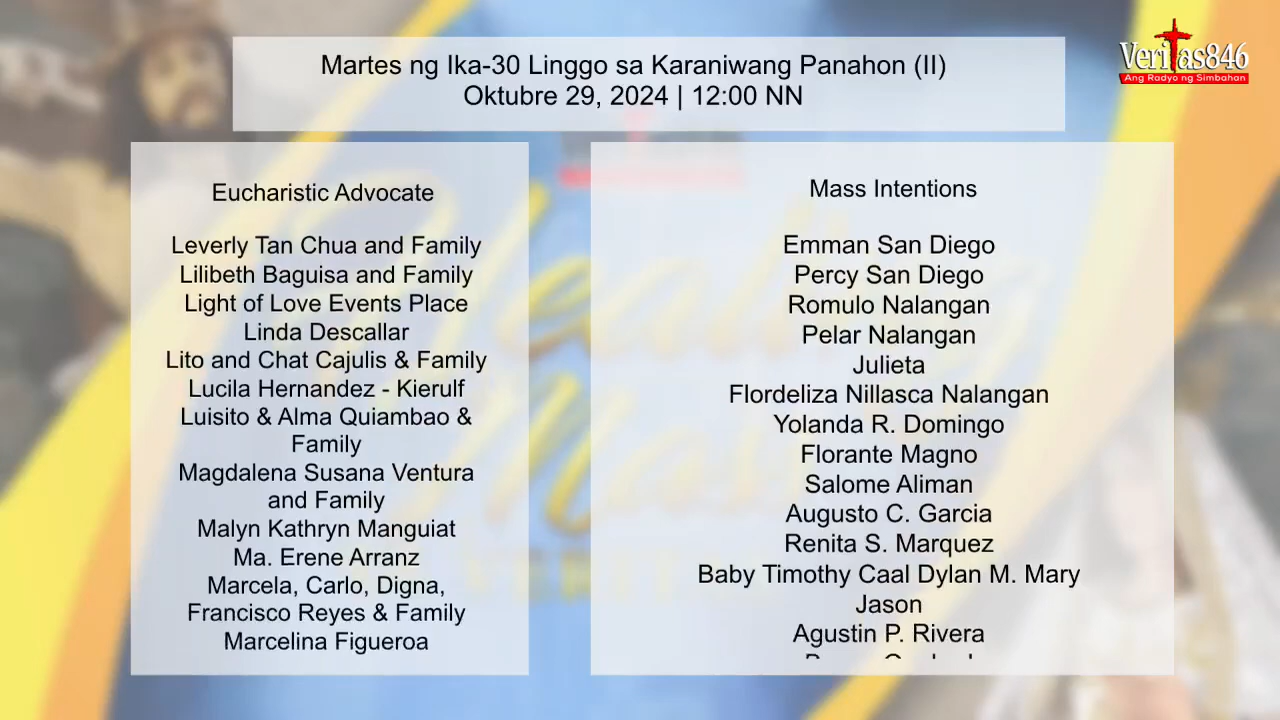 Martes ng Ika-30 Linggo sa Karaniwang Panahon (II)
Oktubre 29, 2024 | 12:00 NN
Veritas846
Ang Radyo ng Simbahan
Eucharistic Advocate
Leverly Tan Chua and Family
Lilibeth Baguisa and Family
Light of Love Events Place
Linda Descallar
Lito and Chat Cajulis & Family
Lucila Hernandez - Kierulf
Luisito & Alma Quiambao &
Family
Magdalena Susana Ventura
and Family
Malyn Kathryn Manguiat
Ma. Erene Arranz
Marcela, Carlo, Digna,
Francisco Reyes & Family
Marcelina Figueroa
Mass Intentions
Emman San Diego
Percy San Diego
Romulo Nalangan
Pelar Nalangan
Julieta
Flordeliza Nillasca Nalangan
Yolanda R. Domingo
Florante Magno
Salome Aliman
Augusto C. Garcia
Renita S. Marquez
Baby Timothy Caal Dylan M. Mary
Jason
Agustin P. Rivera
Healing
Mass